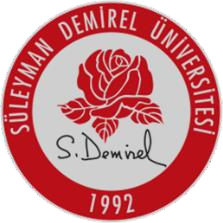 SÜLEYMAN DEMİREL ÜNİVERSİTESİ
S. Demirel
1992